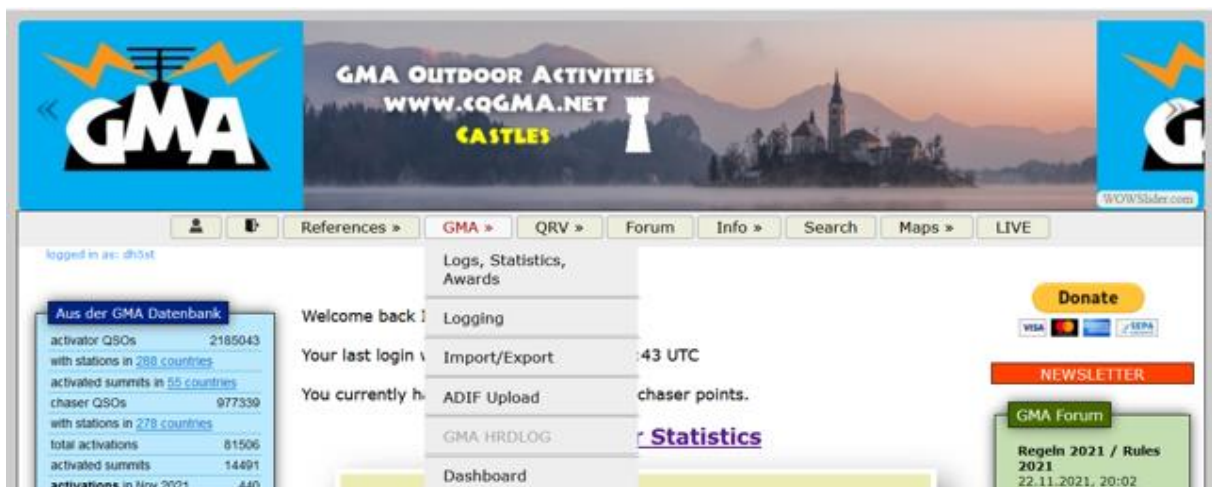 GMA
GMA OUTDOOR ACTIVITIES
WWW.CQGMA.NET
CASTLES
WOWSlider.com
References »
GMA »
QRV »
Forum
Info »
Search
Maps »
LIVE
logged in as: dh5st
Logs, Statistics,
Awards
Logging
Import/Export
ADIF Upload
GMA HRDLOG
Dashboard
Aus der GMA Datenbank
activator QSOs 2185043
with stations in 288 countries
activated summits in 55 countries
chaser QSOs 977339
with stations in 278 countries
total activations 81506
activated summits 14491
activations in Nov 2021 440
Welcome back
Your last login :43 UTC
You currently chaser points.
Statistics
Donate
VISA
SEPA
NEWSLETTER
GMA Forum
Regeln 2021 / Rules
2021
22.11.2021, 20:02